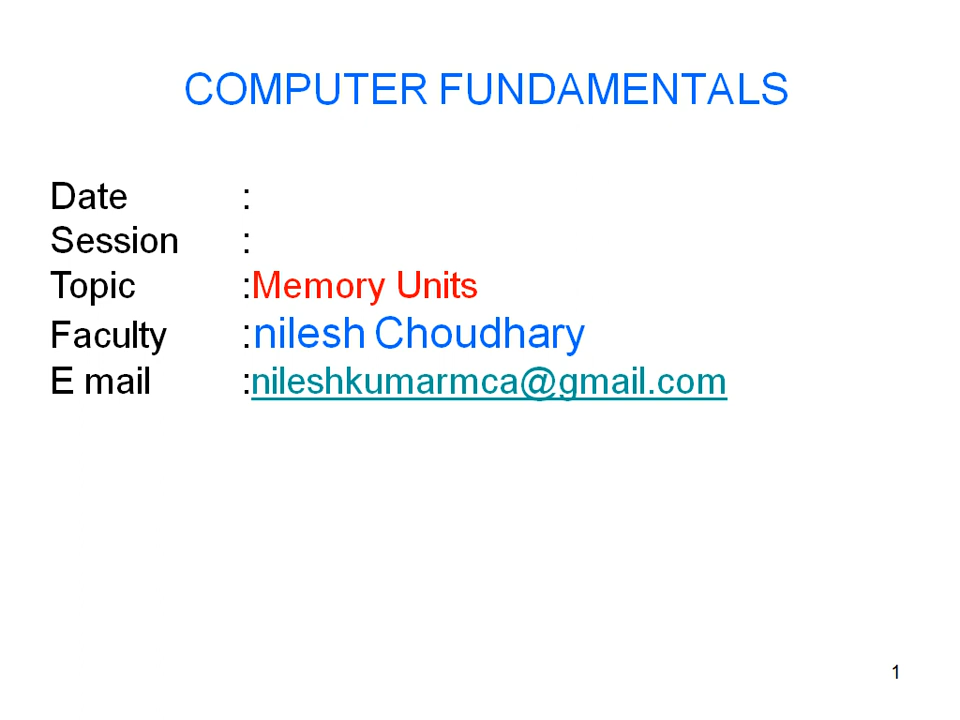 COMPUTER FUNDAMENTALS
Date :
Session :
Topic :Memory Units
Faculty :nilesh Choudhary
E mail :nileshkumarmca@gmail.com
1